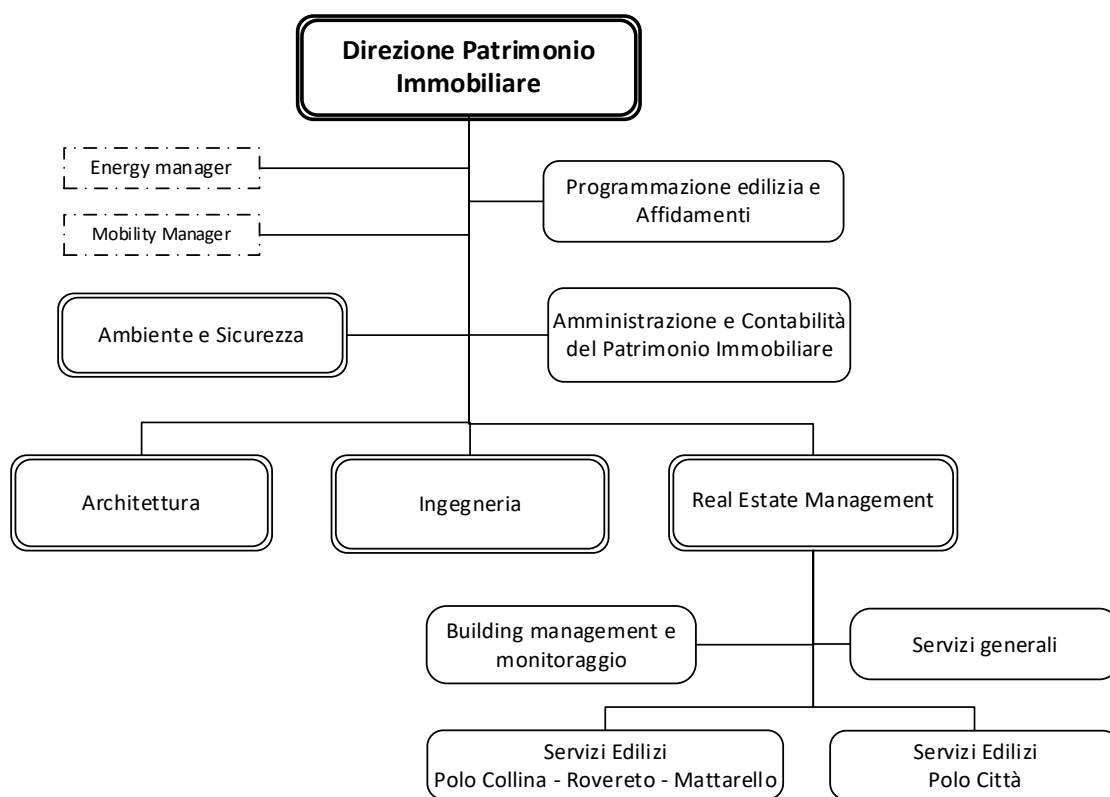 Direzione Patrimonio
Immobiliare
Energy manager
Programmazione edilizia e
Affidamenti
Mobility Manager
Ambiente e Sicurezza
Amministrazione e Contabilità
del Patrimonio Immobiliare
Architettura
Ingegneria
Real Estate Management
Building management e
monitoraggio
Servizi generali
Servizi Edilizi
Polo Collina - Rovereto - Mattarello
Servizi Edilizi
Polo Città